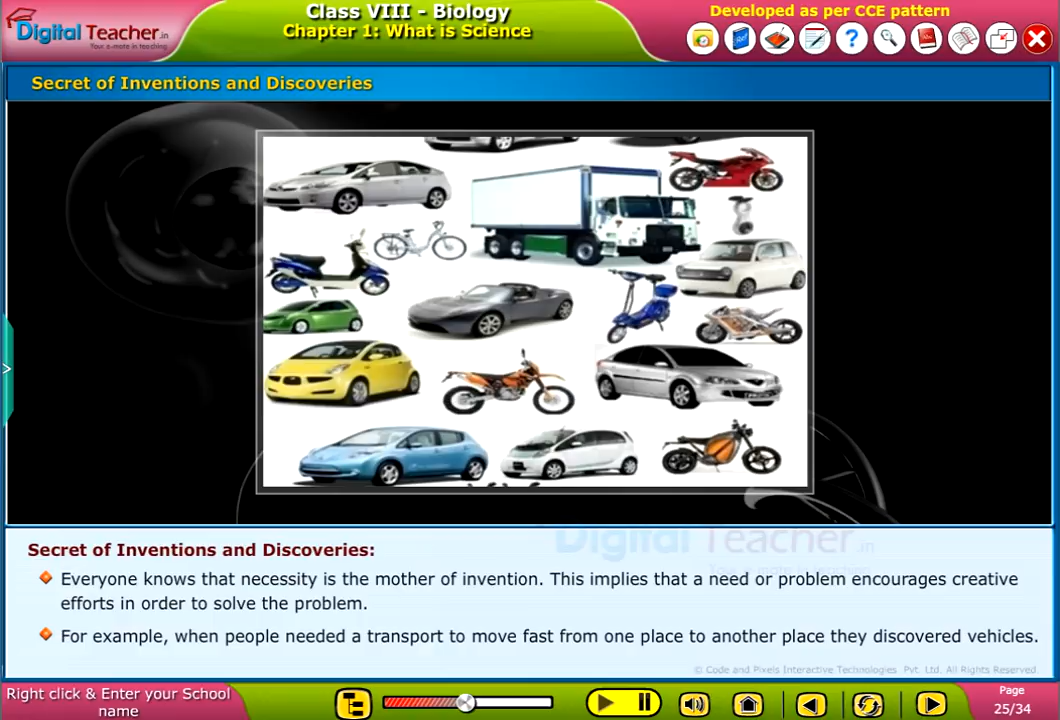 Digital Teacher.in
Your e-mate in teaching
Class VIII - Biology
Chapter 1: What is Science
Developed as per CCE pattern
Secret of Inventions and Discoveries
Digital Teacher.in
Secret of Inventions and Discoveries:
Everyone knows that necessity is the mother of invention. This implies that a need or problem encourages creative
efforts in order to solve the problem.
For example, when people needed a transport to move fast from one place to another place they discovered vehicles.
© Code and Pixels Interactive Technologies Pvt. Ltd. All Rights Reserved.
Right click & Enter your School
name
Page
25/34